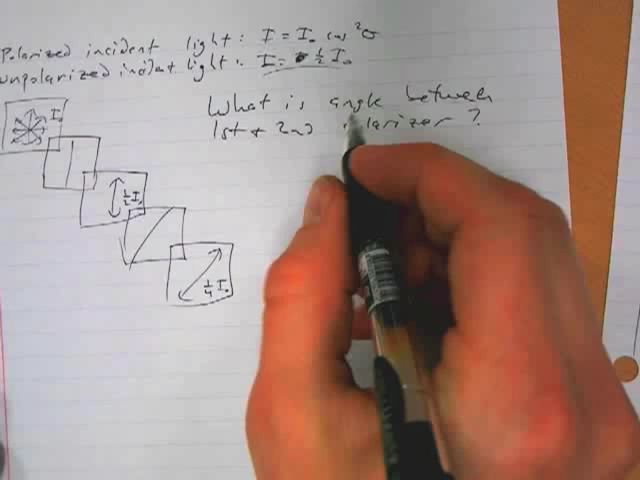 Polarized incident light: I = I₀ cos²θ
unpolarized incident light: I = ½ I₀
What is angle between
1st + 2nd polarizer?
I₀
½ I₀
¼ I₀